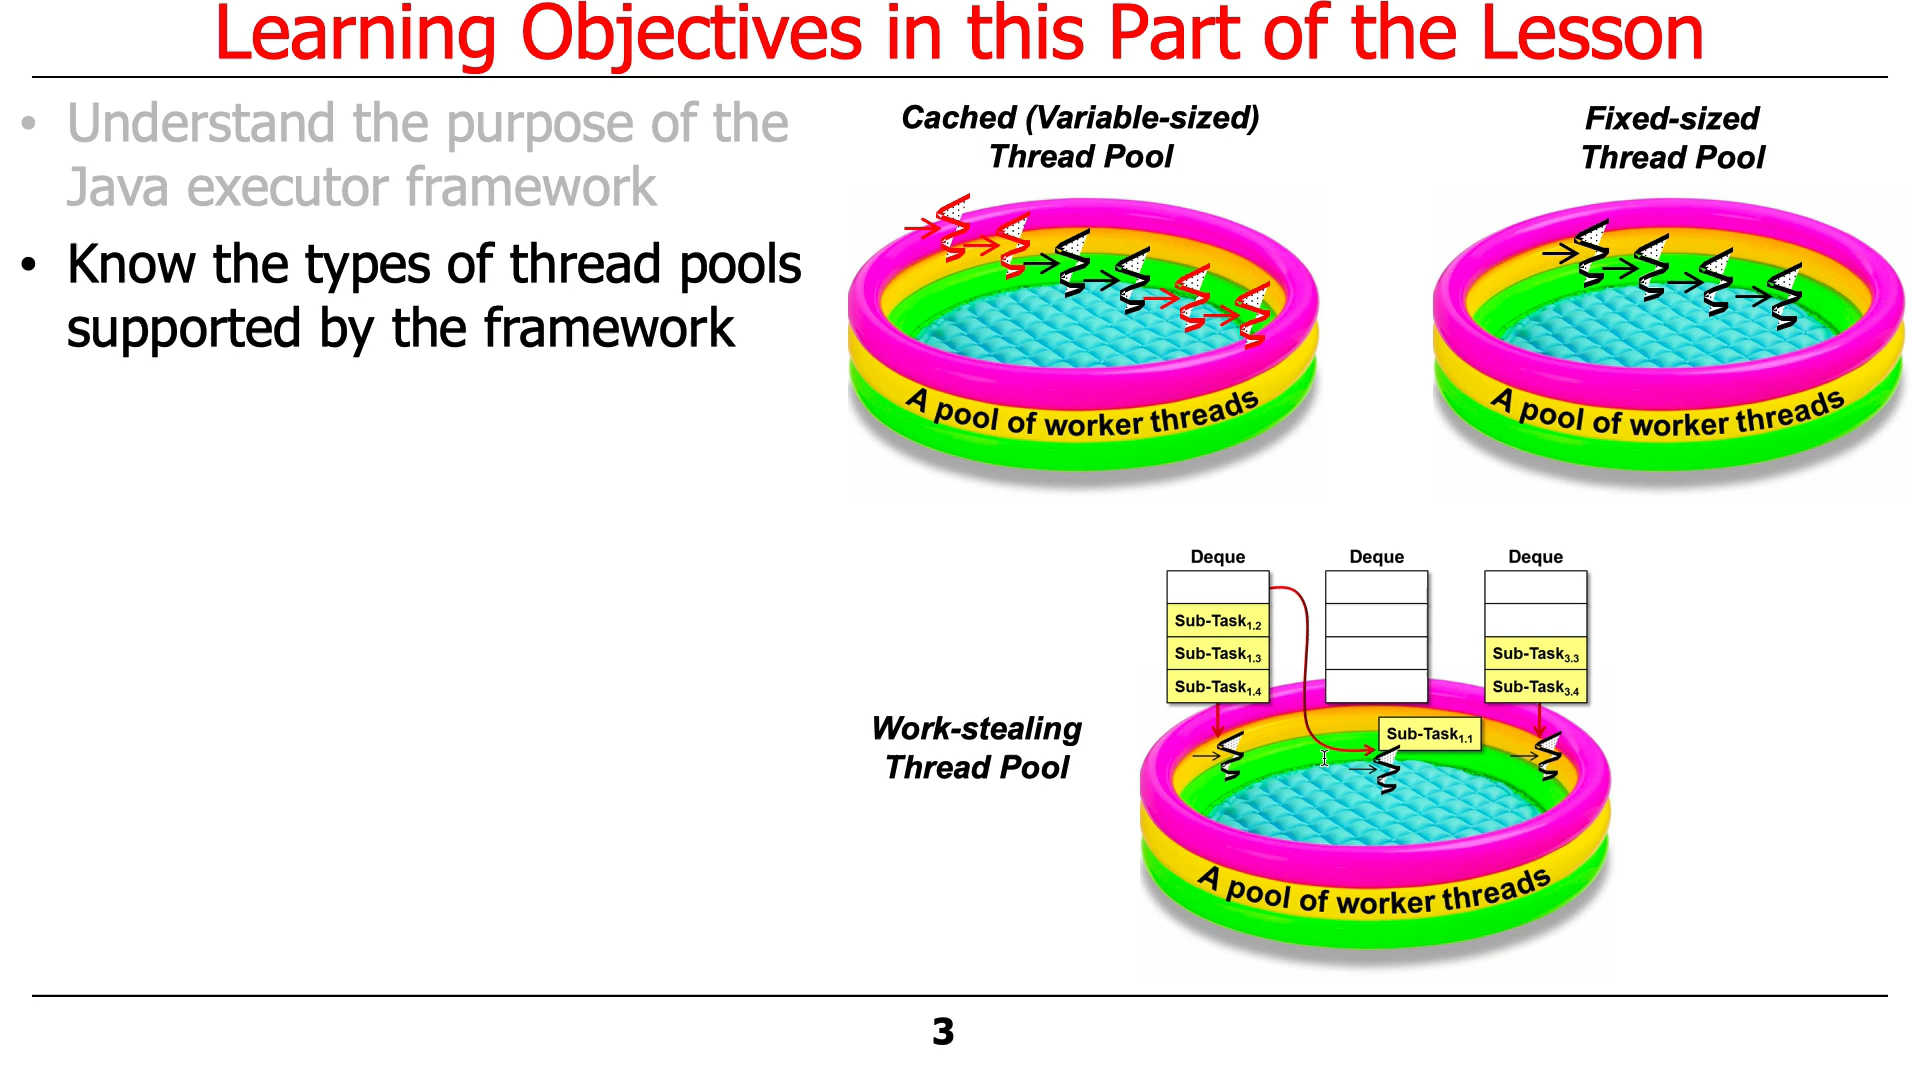 Learning Objectives in this Part of the Lesson
• Understand the purpose of the
Java executor framework
• Know the types of thread pools
supported by the framework
Cached (Variable-sized)
Thread Pool
A pool of worker threads
Fixed-sized
Thread Pool
A pool of worker threads
Work-stealing
Thread Pool
Deque
Sub-Task1.2
Sub-Task1.3
Sub-Task1.4
Deque
Sub-Task1.1
Deque
Sub-Task3.3
Sub-Task3.4
A pool of worker threads
3